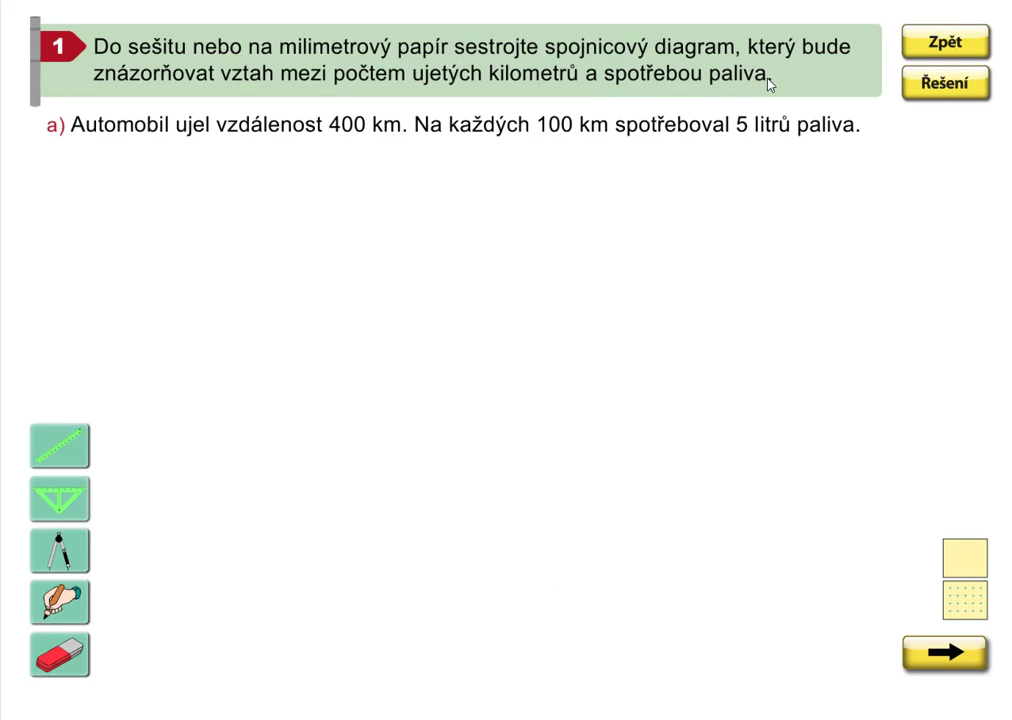 Zpět
1 Do sešitu nebo na milimetrový papír sestrojte spojnicový diagram, který bude
znázorňovat vztah mezi počtem ujetých kilometrů a spotřebou paliva.
Řešení
a) Automobil ujel vzdálenost 400 km. Na každých 100 km spotřeboval 5 litrů paliva.